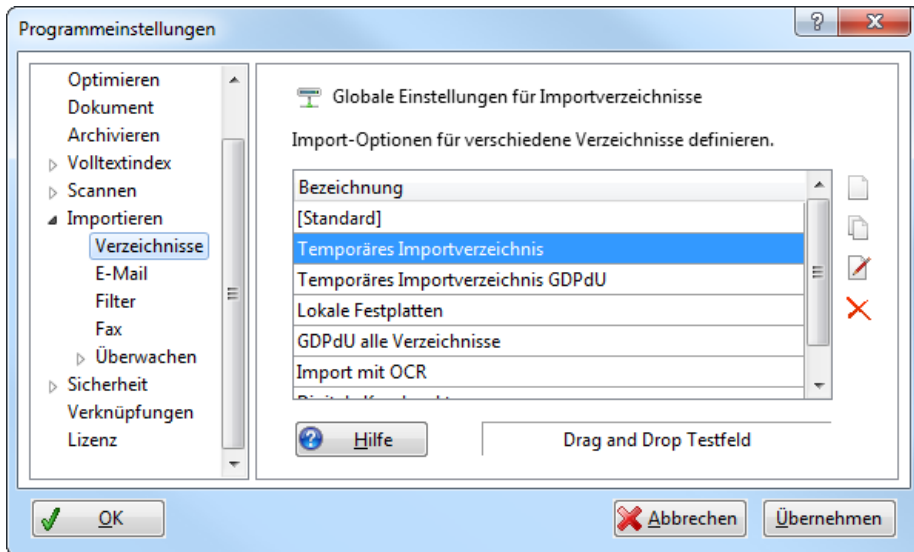 Programmeinstellungen
Optimieren
Dokument
Archivieren
Volltextindex
Scannen
Importieren
Verzeichnisse
E-Mail
Filter
Fax
Überwachen
Sicherheit
Verknüpfungen
Lizenz
Globale Einstellungen für Importverzeichnisse
Import-Optionen für verschiedene Verzeichnisse definieren.
Bezeichnung
[Standard]
Temporäres Importverzeichnis
Temporäres Importverzeichnis GDPdU
Lokale Festplatten
GDPdU alle Verzeichnisse
Import mit OCR
Hilfe
Drag and Drop Testfeld
OK
Abbrechen
Übernehmen